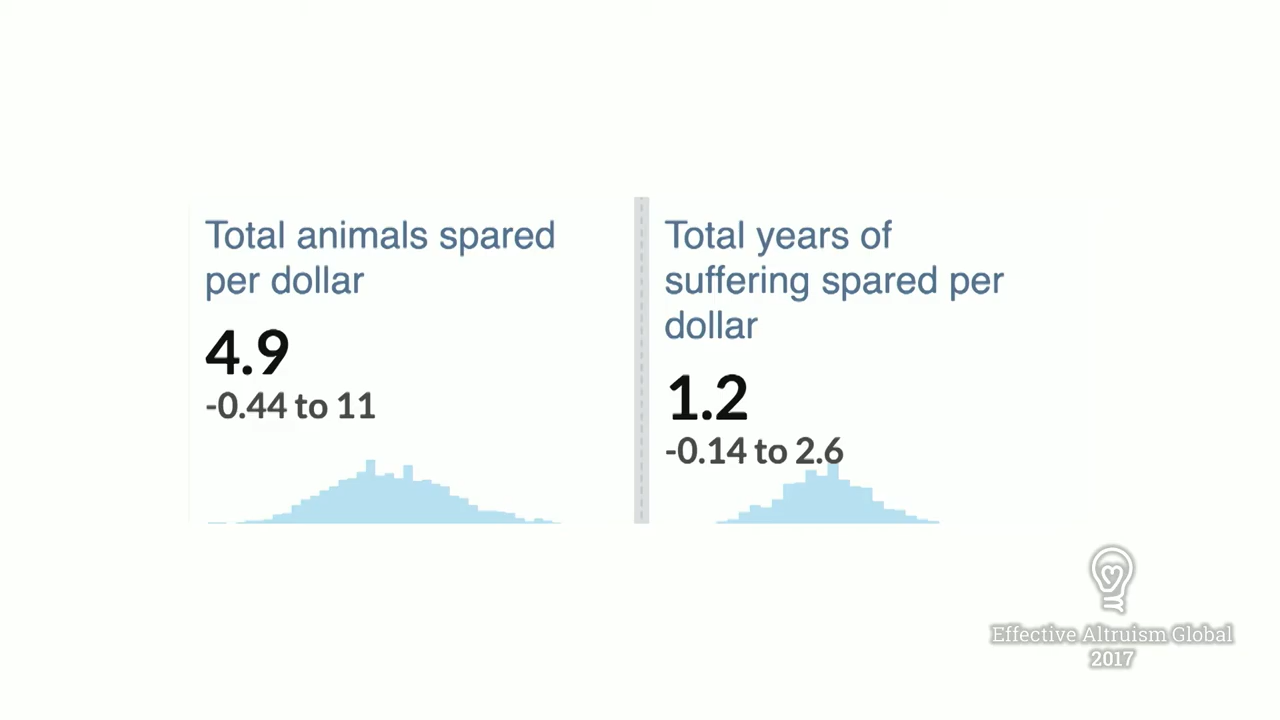 Total animals spared
per dollar
4.9
-0.44 to 11
Total years of
suffering spared per
dollar
1.2
-0.14 to 2.6
Effective Altruism Global
2017